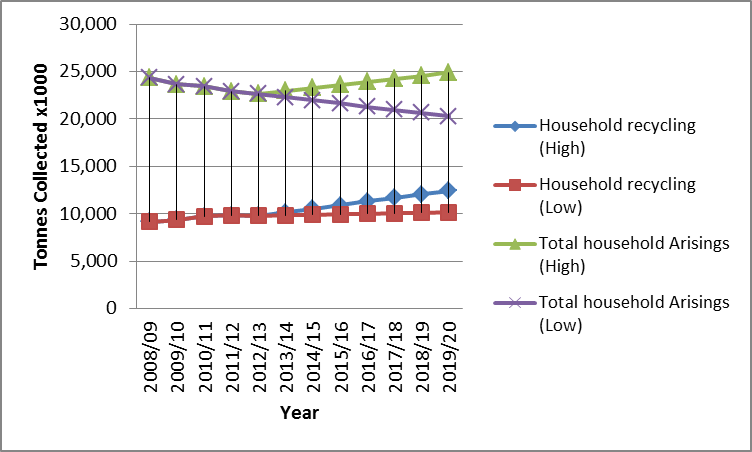 30,000
25,000
20,000
15,000
10,000
5,000
0
Tonnes Collected x1000
2008/09
2009/10
2010/11
2011/12
2012/13
2013/14
2014/15
2015/16
2016/17
2017/18
2018/19
2019/20
Year
Household recycling
(High)
Household recycling
(Low)
Total household Arisings
(High)
Total household Arisings
(Low)